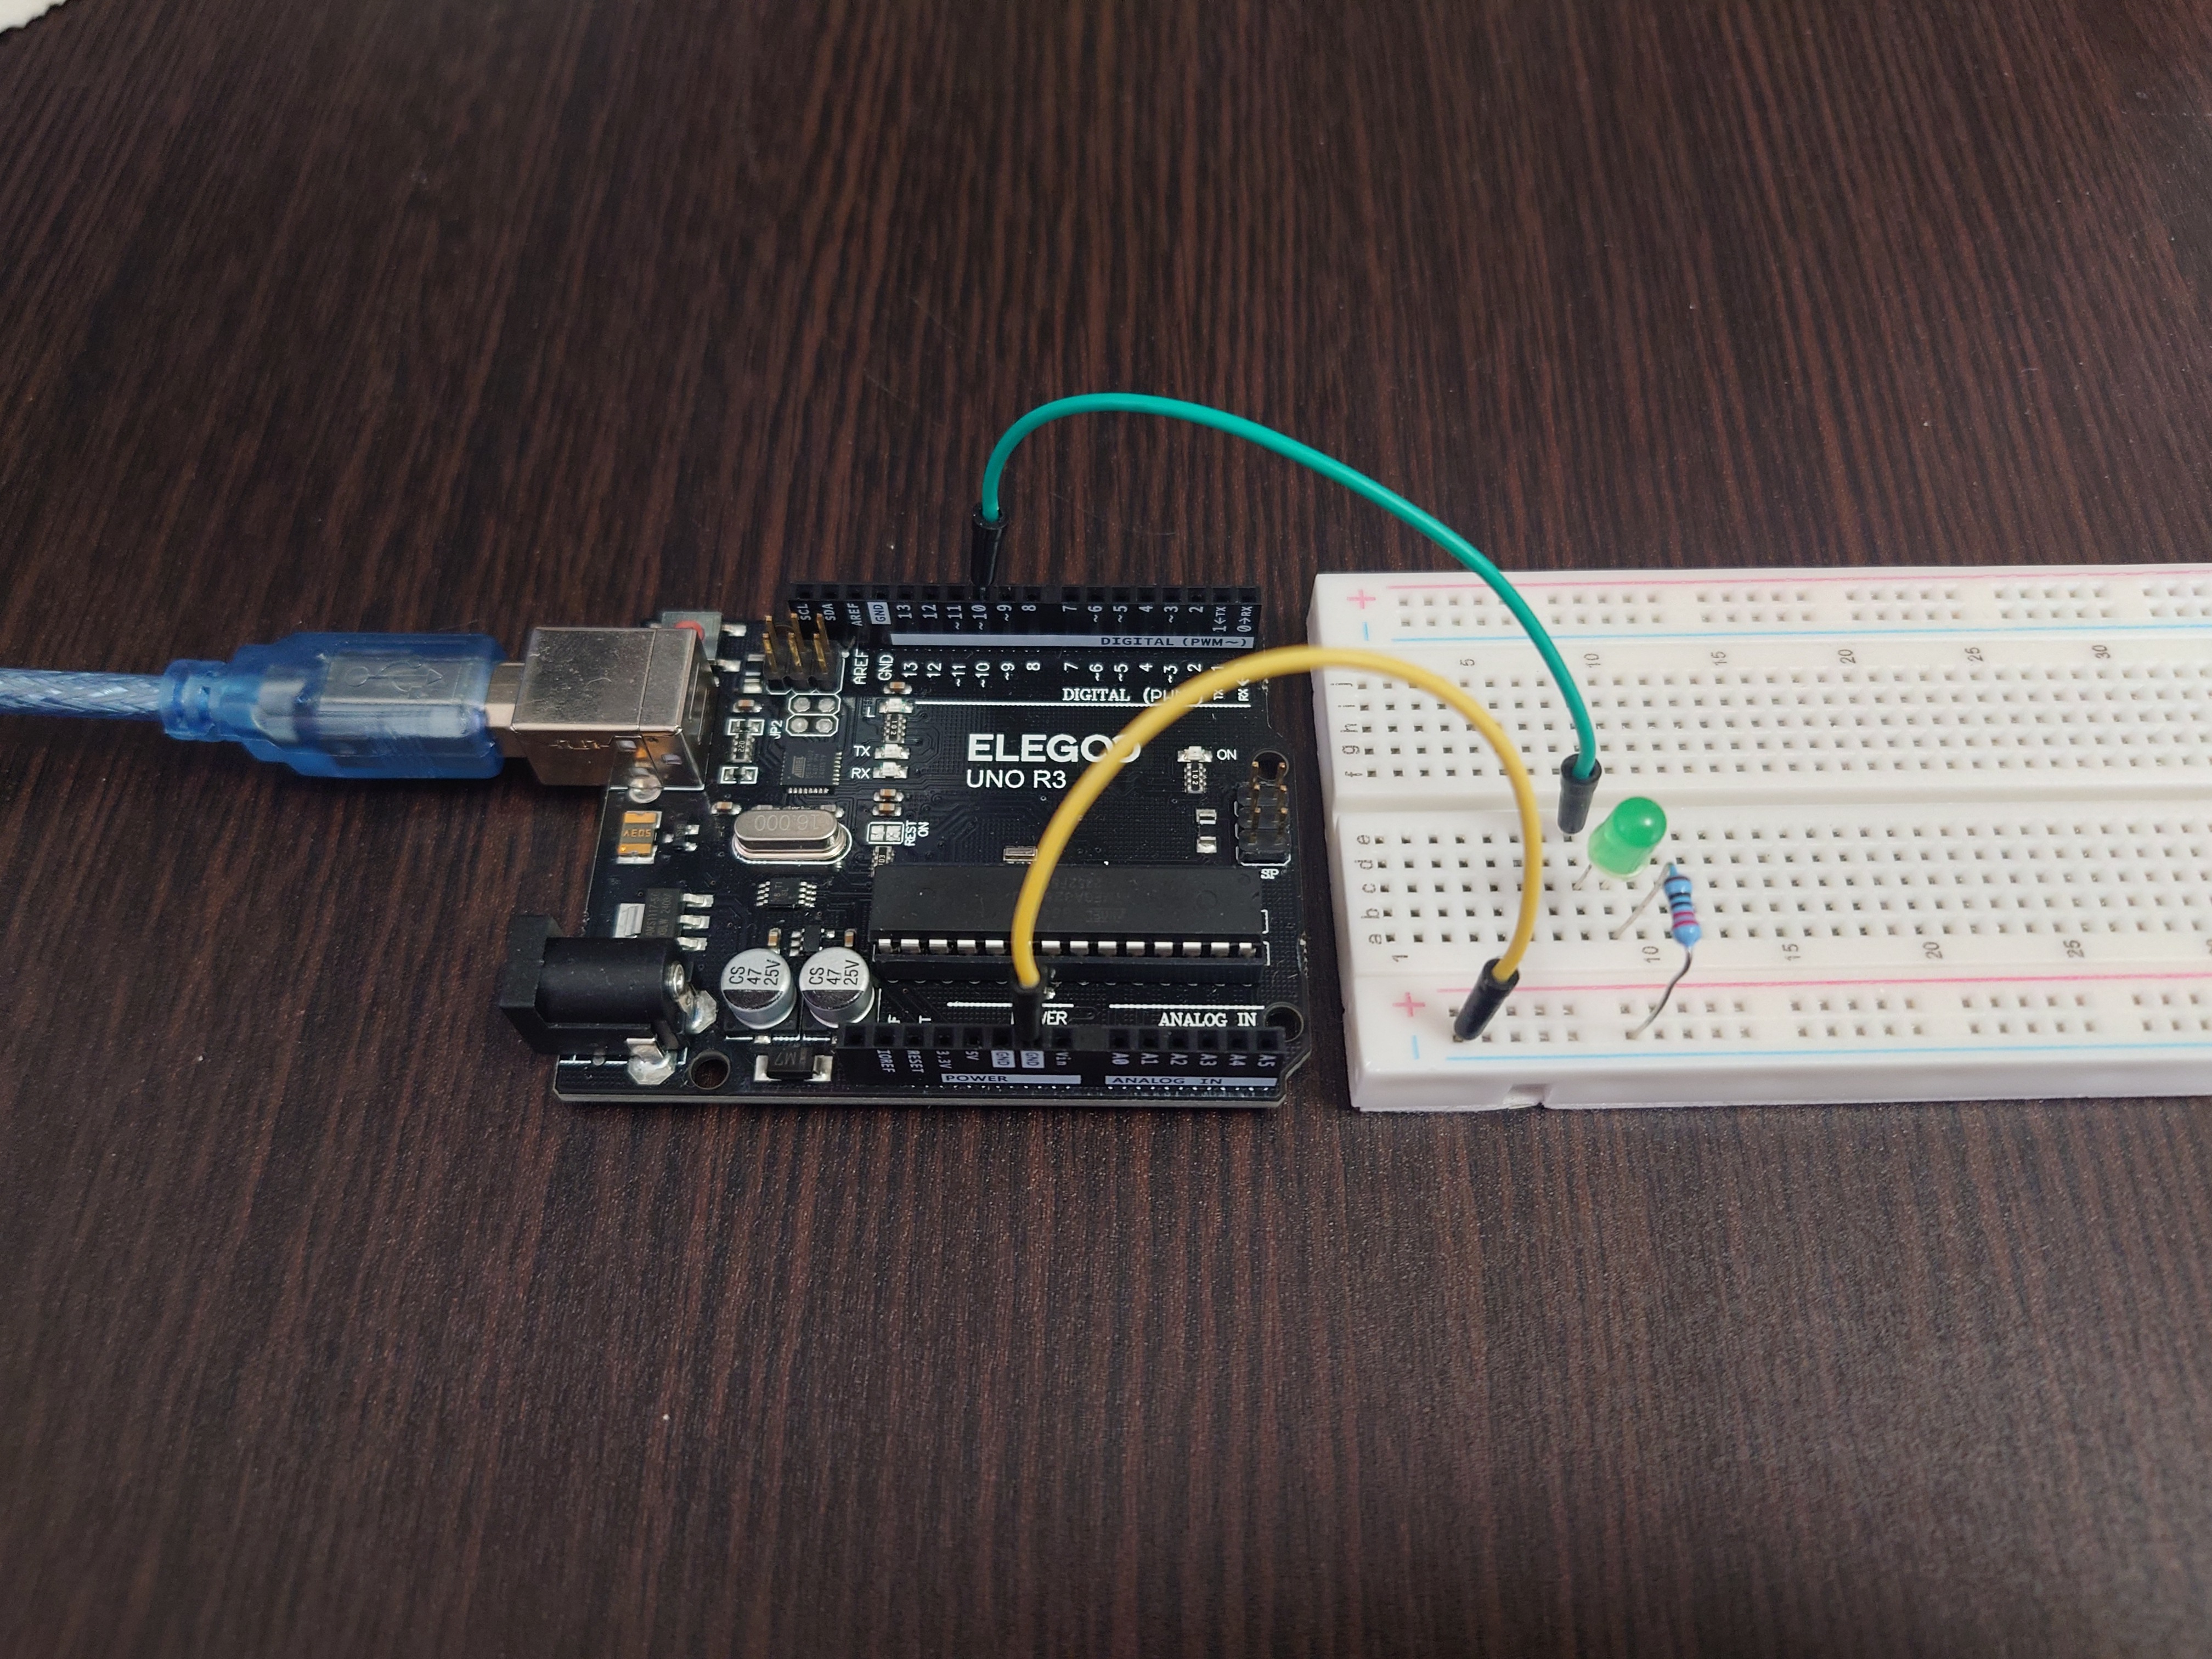 SCL
SDA
AREF
GND
13
12
~11
~10
~9
8
7
~6
~5
4
~3
2
1→TX
0→RX
DIGITAL (PWM~)
AREF
GND
13
12
~11
~10
~9
8
7
~6
~5
4
~3
2
DIGITAL
JP2
TX
RX
ELEGOO
UNO R3
ON
16.000
RESET
CS
47
25V
CS
47
25V
M7
ANALOG IN
IOREF
RESET
3.3V
5V
GND
GND
Vin
A0
A1
A2
A3
A4
A5
POWER
ANALOG IN
+
-
5
10
15
20
25
30
j
i
h
g
f
e
d
c
b
a
1
10
15
20
25
+
-